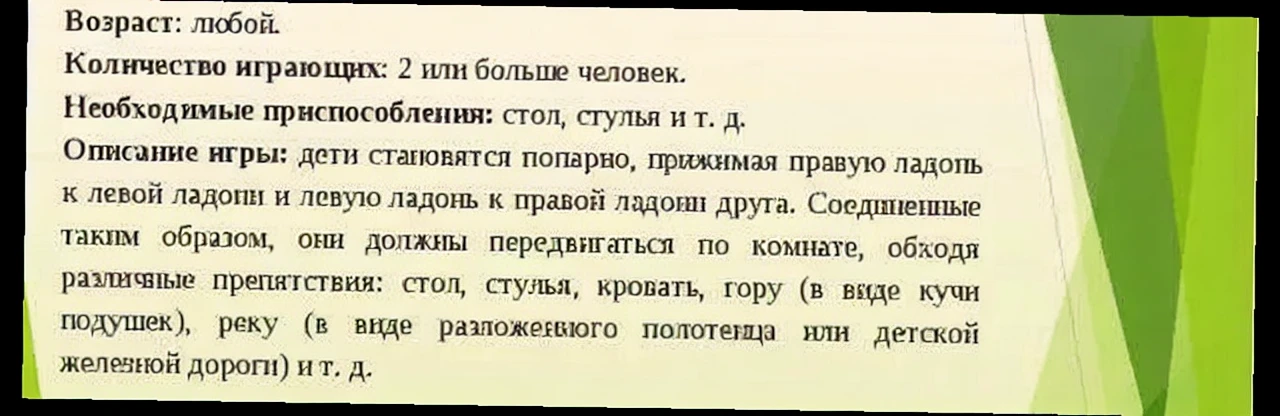 Возраст: любой.
Количество играющих: 2 или больше человек.
Необходимые приспособления: стол, стулья и т. д.
Описание игры: дети становятся попарно, прижимая правую ладонь
к левой ладони и левую ладонь к правой ладони друга. Соединенные
таким образом, они должны передвигаться по комнате, обходя
различные препятствия: стол, стулья, кровать, гору (в виде кучи
подушек), реку (в виде разложенного полотенца или детской
железной дороги) и т. д.